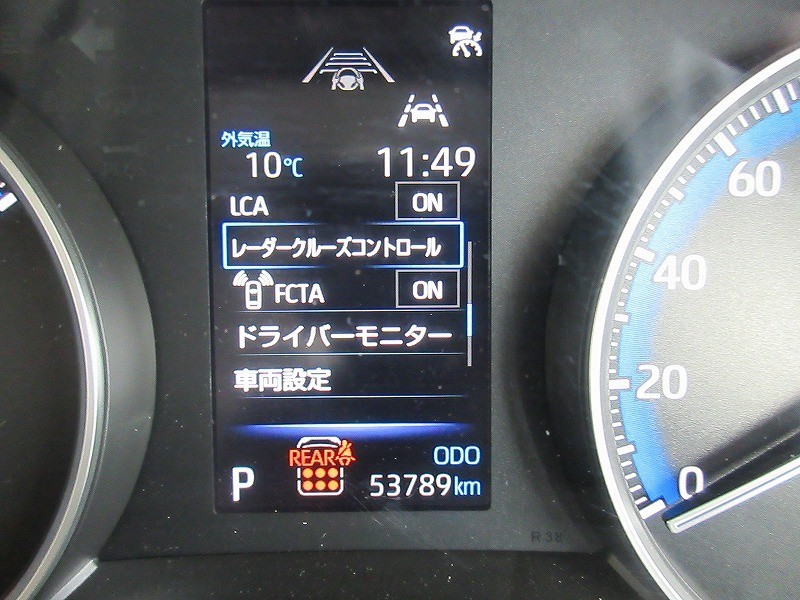 外気温
10℃ 11:49
LCA ON
レーダークルーズコントロール
FCTA ON
ドライバーモニター
車両設定
REAR
ODO
P 53789km
60
40
20
0
R 38